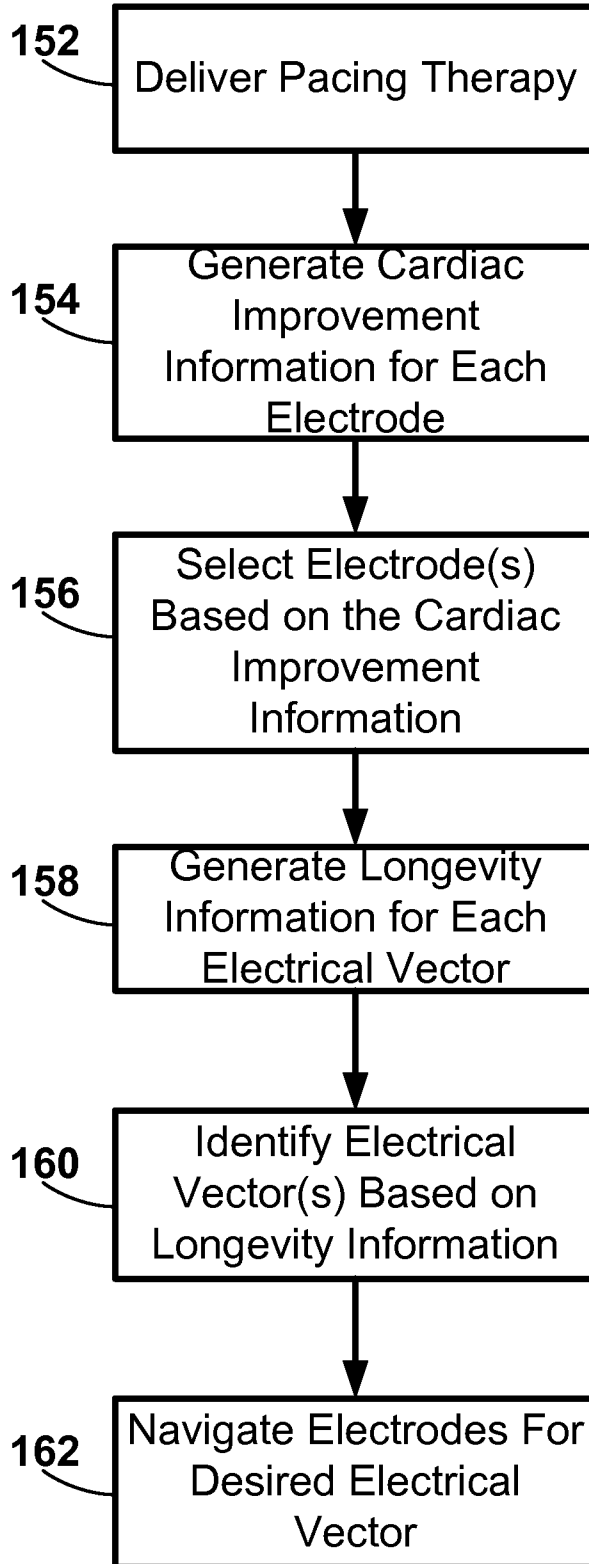 152
Deliver Pacing Therapy
154
Generate Cardiac
Improvement
Information for Each
Electrode
156
Select Electrode(s)
Based on the Cardiac
Improvement
Information
158
Generate Longevity
Information for Each
Electrical Vector
160
Identify Electrical
Vector(s) Based on
Longevity Information
162
Navigate Electrodes For
Desired Electrical
Vector